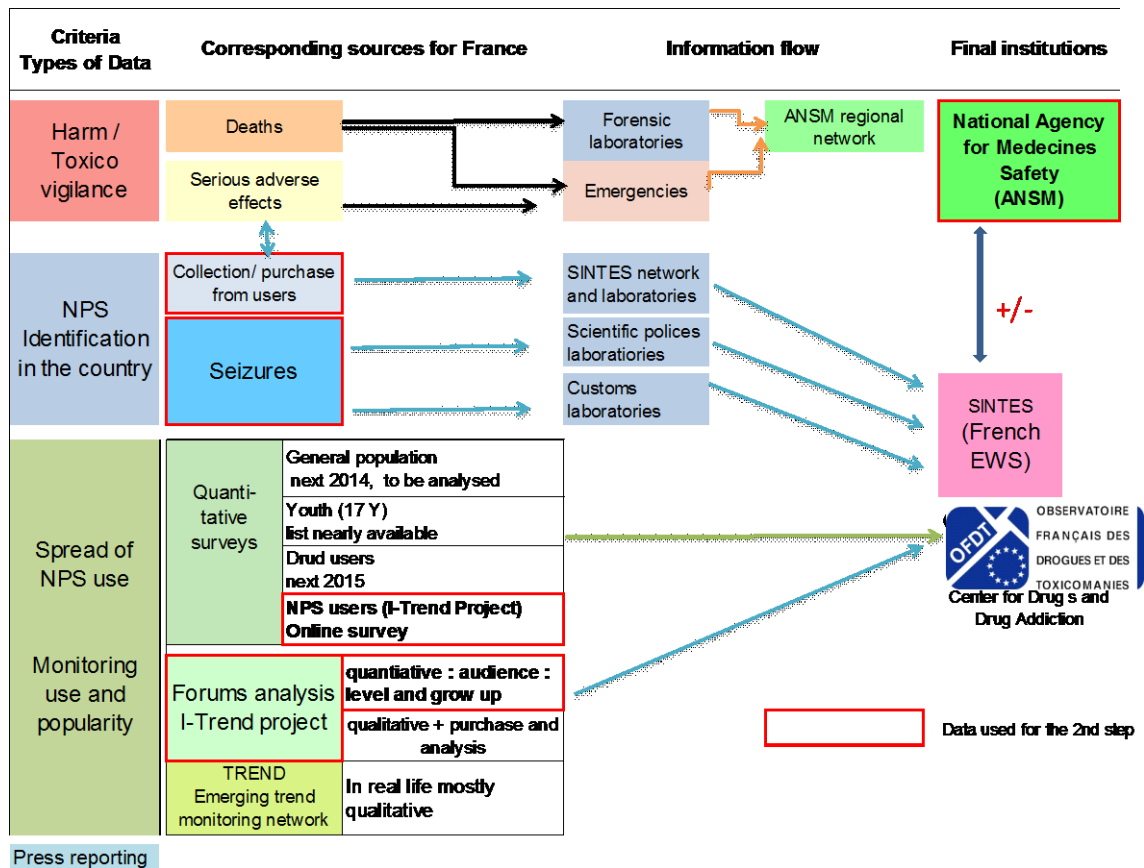 Criteria
Types of Data
Corresponding sources for France
Information flow
Final institutions
Harm /
Toxico
vigilance
Deaths
Serious adverse
effects
Forensic
laboratories
Emergencies
ANSM regional
network
National Agency
for Medecines
Safety
(ANSM)
NPS
Identification
in the country
Collection/ purchase
from users
Seizures
SINTES network
and laboratories
Scientific polices
laboratories
Customs
laboratories
+/-
SINTES
(French
EWS)
Spread of
NPS use
Monitoring
use and
popularity
Quanti-
tative
surveys
General population
next 2014, to be analysed
Youth (17 Y)
list nearly available
Drud users
next 2015
NPS users (I-Trend Project)
Online survey
Forums analysis
I-Trend project
quantiative : audience :
level and grow up
qualitative + purchase and
analysis
TREND
Emerging trend
monitoring network
In real life mostly
qualitative
OFDT
OBSERVATOIRE
FRANÇAIS DES
DROGUES ET DES
TOXICOMANIES
Center for Drug s and
Drug Addiction
Data used for the 2nd step
Press reporting